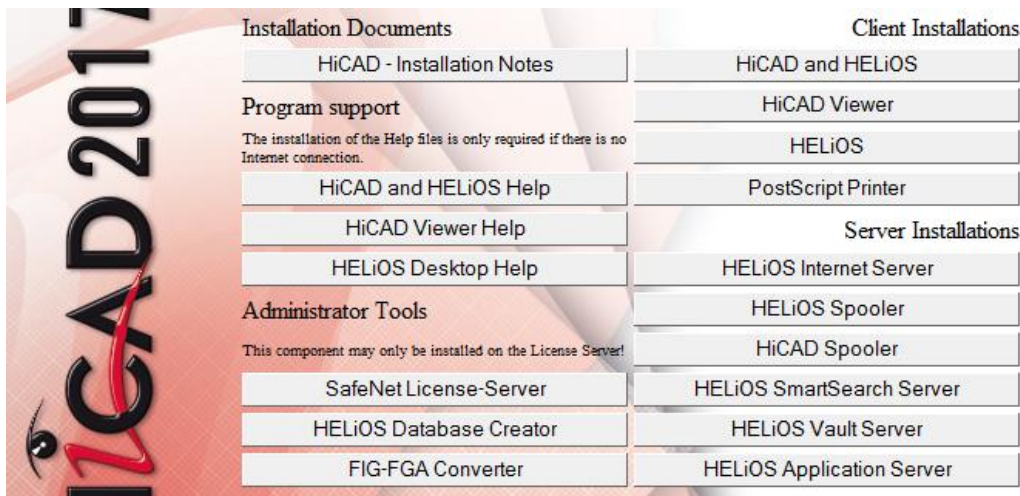 HiCAD 2017
Installation Documents
HiCAD - Installation Notes
Program support
The installation of the Help files is only required if there is no
Internet connection.
HiCAD and HELiOS Help
HiCAD Viewer Help
HELiOS Desktop Help
Administrator Tools
This component may only be installed on the License Server!
SafeNet License-Server
HELiOS Database Creator
FIG-FGA Converter
Client Installations
HiCAD and HELiOS
HiCAD Viewer
HELiOS
PostScript Printer
Server Installations
HELiOS Internet Server
HELiOS Spooler
HiCAD Spooler
HELiOS SmartSearch Server
HELiOS Vault Server
HELiOS Application Server